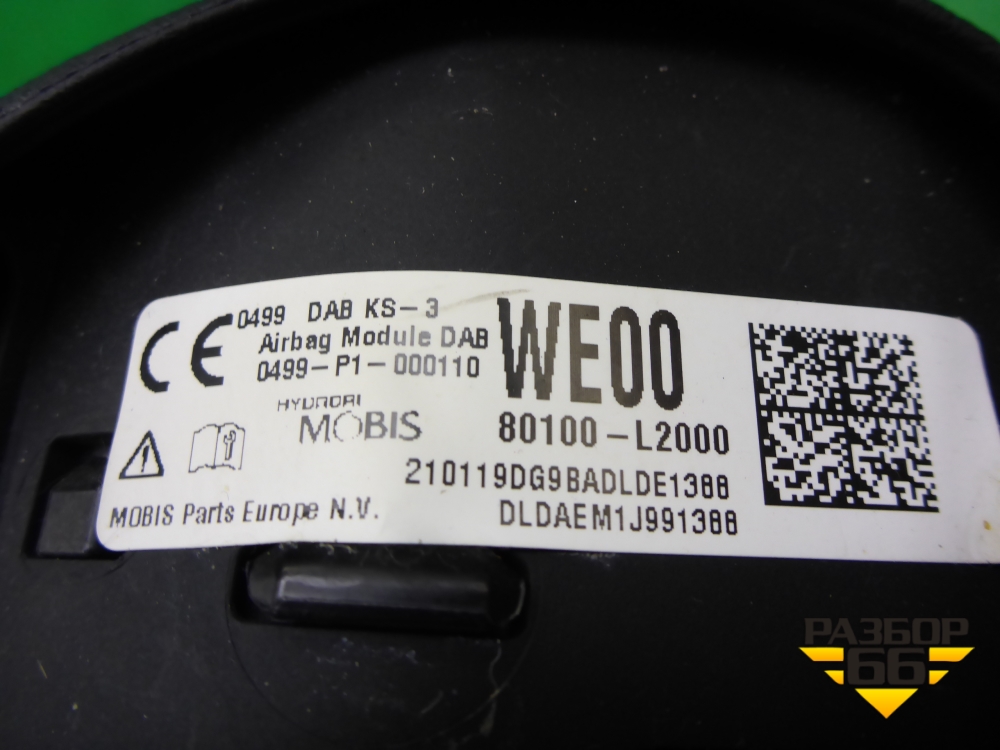 CE 0499 DAB KS-3
Airbag Module DAB
0499-P1-000110
WE00
HYUNDAI
MOBIS
80100-L2000
210119DG9BADLDE1388
MOBIS Parts Europe N.V.
DLDAEM1J991388
РАЗБОР
66